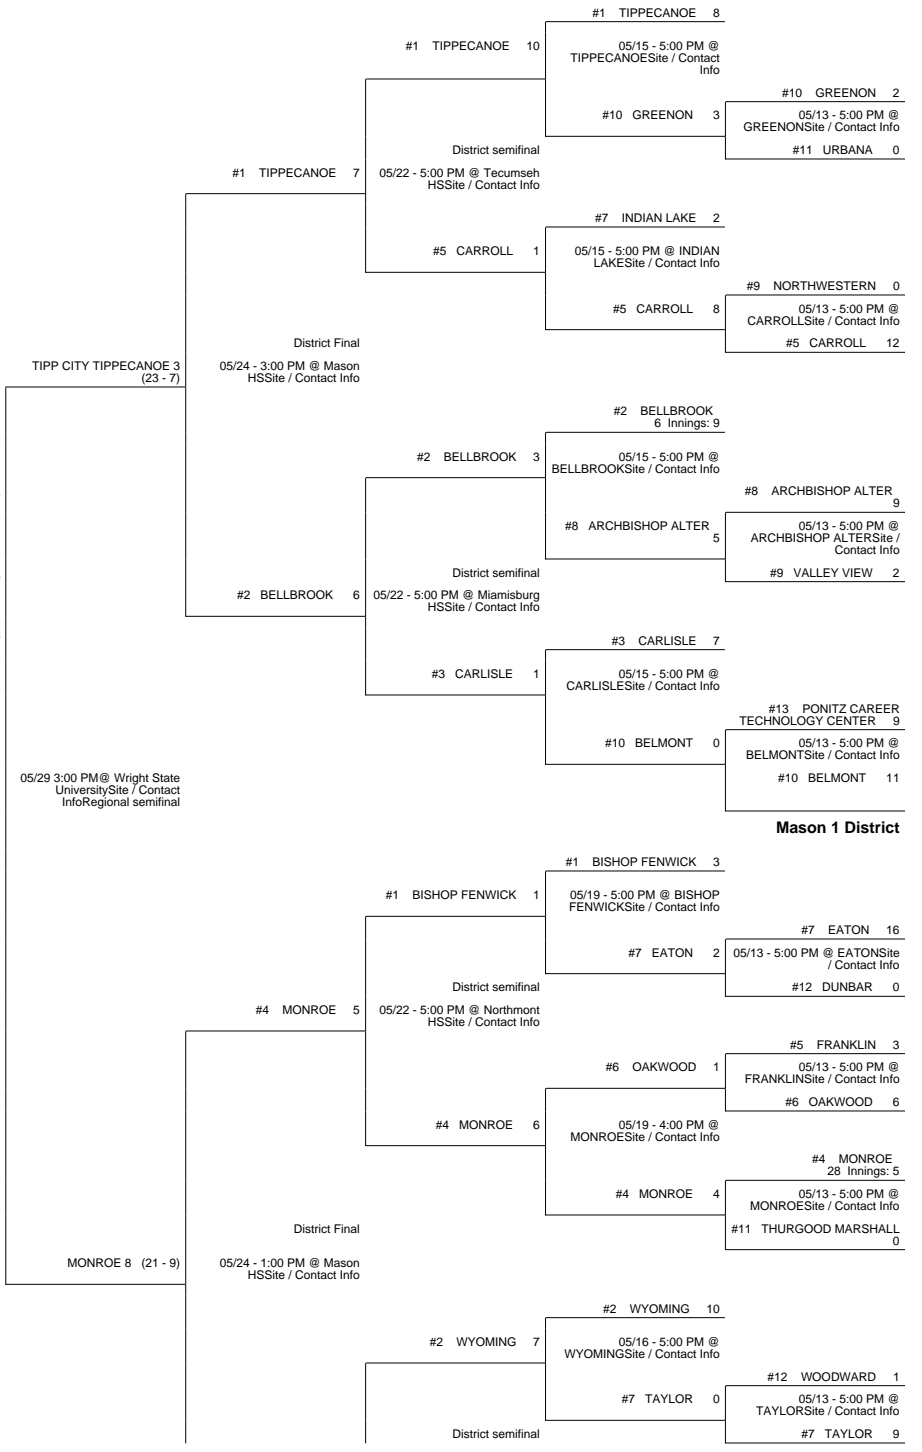 #1 TIPPECANOE 8
#1 TIPPECANOE 10
05/15 - 5:00 PM @
TIPPECANOESite / Contact
Info
#10 GREENON 2
#10 GREENON 3
05/13 - 5:00 PM @
GREENONSite / Contact Info
District semifinal
#11 URBANA 0
#1 TIPPECANOE 7
05/22 - 5:00 PM @ Tecumseh
HSSite / Contact Info
#7 INDIAN LAKE 2
#5 CARROLL 1
05/15 - 5:00 PM @ INDIAN
LAKESite / Contact Info
#9 NORTHWESTERN 0
#5 CARROLL 8
05/13 - 5:00 PM @
CARROLLSite / Contact Info
District Final
#5 CARROLL 12
TIPP CITY TIPPECANOE 3
(23 - 7)
05/24 - 3:00 PM @ Mason
HSSite / Contact Info
#2 BELLBROOK
6 Innings: 9
#2 BELLBROOK 3
05/15 - 5:00 PM @
BELLBROOKSite / Contact Info
#8 ARCHBISHOP ALTER
9
#8 ARCHBISHOP ALTER
5
05/13 - 5:00 PM @
ARCHBISHOP ALTERSite /
Contact Info
District semifinal
#9 VALLEY VIEW 2
#2 BELLBROOK 6
05/22 - 5:00 PM @ Miamisburg
HSSite / Contact Info
#3 CARLISLE 7
#3 CARLISLE 1
05/15 - 5:00 PM @
CARLISLESite / Contact Info
#13 PONITZ CAREER
TECHNOLOGY CENTER 9
#10 BELMONT 0
05/13 - 5:00 PM @
BELMONTSite / Contact Info
05/29 3:00 PM@ Wright State
UniversitySite / Contact
InfoRegional semifinal
#10 BELMONT 11
Mason 1 District
#1 BISHOP FENWICK 3
#1 BISHOP FENWICK 1
05/19 - 5:00 PM @ BISHOP
FENWICKSite / Contact Info
#7 EATON 16
#7 EATON 2
05/13 - 5:00 PM @ EATONSite
/ Contact Info
District semifinal
#12 DUNBAR 0
#4 MONROE 5
05/22 - 5:00 PM @ Northmont
HSSite / Contact Info
#5 FRANKLIN 3
#6 OAKWOOD 1
05/13 - 5:00 PM @
FRANKLINSite / Contact Info
#6 OAKWOOD 6
#4 MONROE 6
05/19 - 4:00 PM @
MONROESite / Contact Info
#4 MONROE
28 Innings: 5
#4 MONROE 4
05/13 - 5:00 PM @
MONROESite / Contact Info
District Final
#11 THURGOOD MARSHALL
0
MONROE 8 (21 - 9)
05/24 - 1:00 PM @ Mason
HSSite / Contact Info
#2 WYOMING 10
#2 WYOMING 7
05/16 - 5:00 PM @
WYOMINGSite / Contact Info
#12 WOODWARD 1
#7 TAYLOR 0
05/13 - 5:00 PM @
TAYLORSite / Contact Info
District semifinal
#7 TAYLOR 9